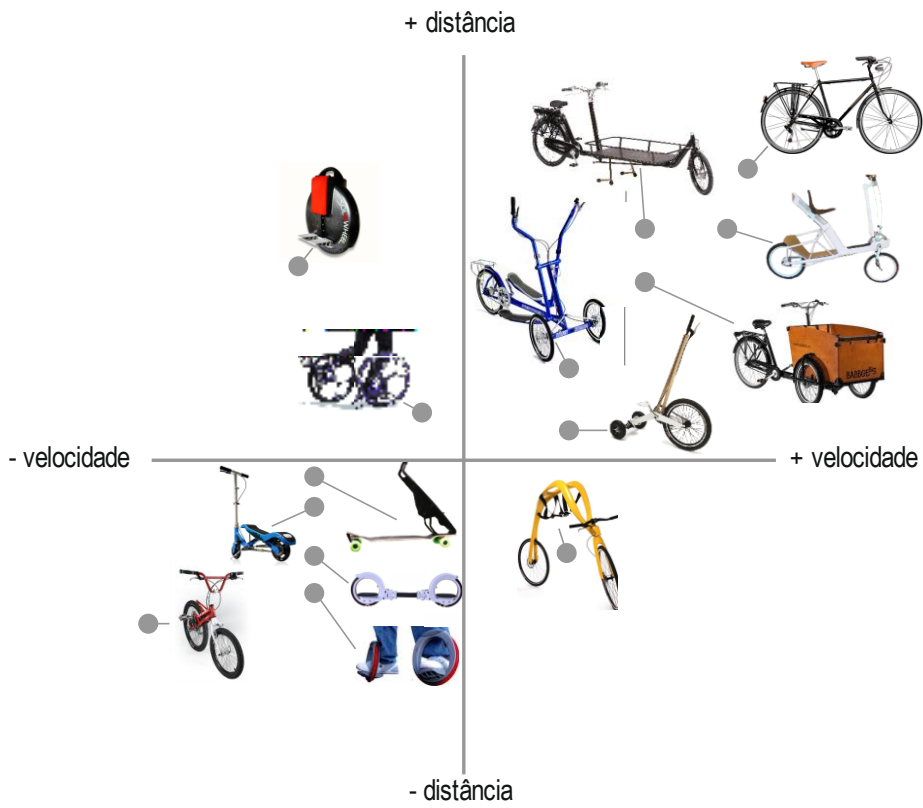 + distância
- velocidade
+ velocidade
- distância